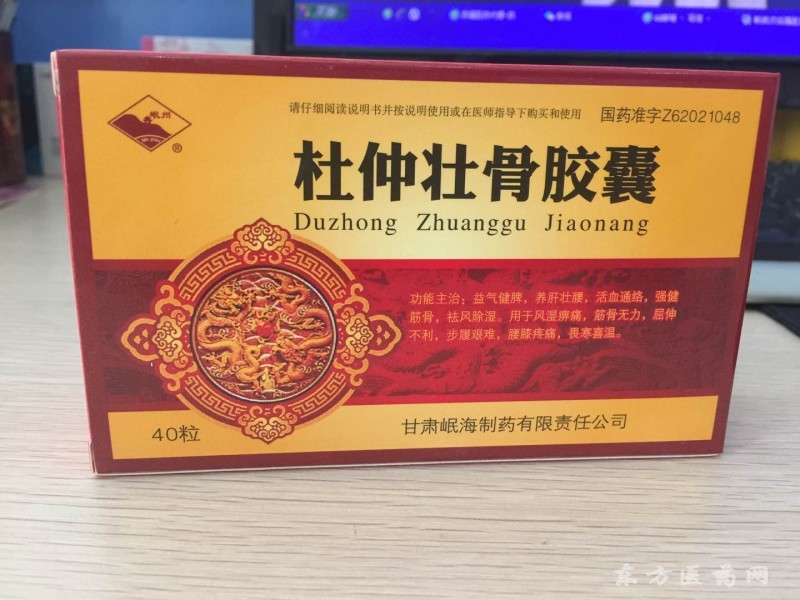 岷州
®
请仔细阅读说明书并按说明使用或在医师指导下购买和使用
国药准字Z62021048
杜仲壮骨胶囊
Duzhong Zhuanggu Jiaonang
功能主治：益气健脾，养肝壮腰，活血通络，强健
筋骨，祛风除湿。用于风湿痹痛，筋骨无力，屈伸
不利，步履艰难，腰膝疼痛，畏寒喜温。
40粒
甘肃岷海制药有限责任公司
东方医药网